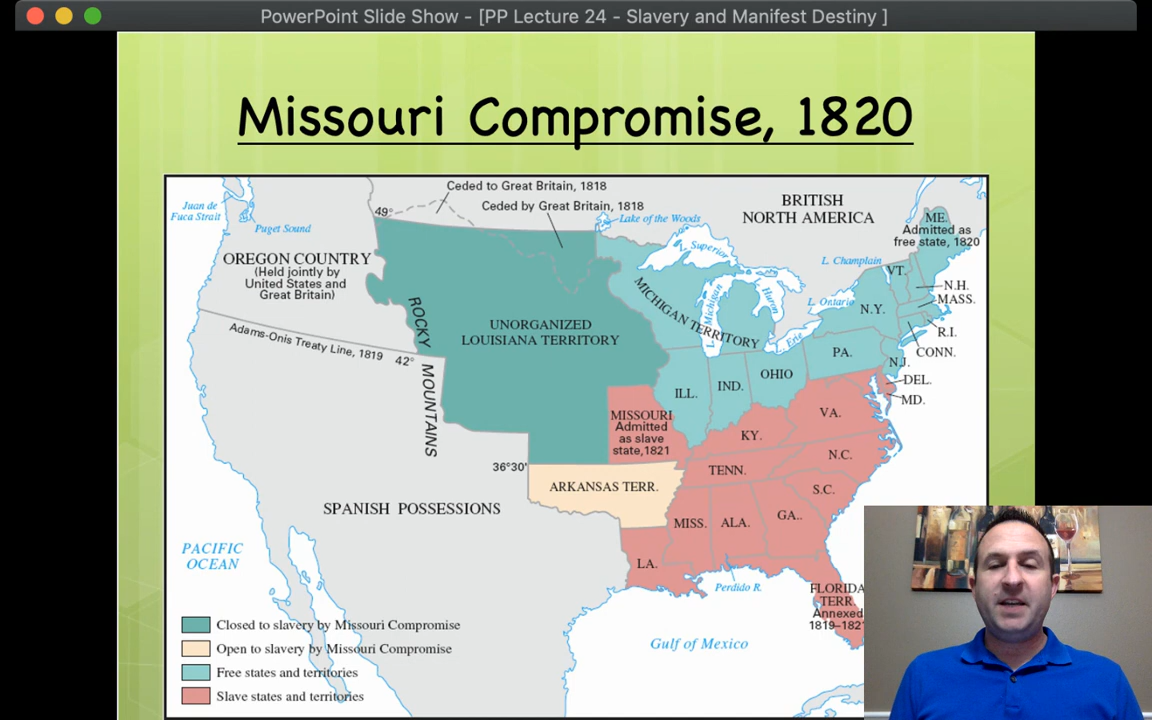 PowerPoint Slide Show - [PP Lecture 24 - Slavery and Manifest Destiny ]
Missouri Compromise, 1820
Ceded to Great Britain, 1818
Ceded by Great Britain, 1818
49°
Juan de
Fuca Strait
Puget Sound
Lake of the Woods
BRITISH
NORTH AMERICA
ME.
Admitted as
free state, 1820
OREGON COUNTRY
(Held jointly by
United States and
Great Britain)
L. Superior
L. Michigan
L. Huron
L. Champlain
L. Ontario
L. Erie
VT.
N.H.
MASS.
N.Y.
R.I.
CONN.
ROCKY MOUNTAINS
UNORGANIZED
LOUISIANA TERRITORY
MICHIGAN TERRITORY
Adams-Onis Treaty Line, 1819
42°
PA.
N.J.
OHIO
IND.
ILL.
DEL.
MD.
MISSOURI
Admitted
as slave
state,1821
VA.
KY.
N.C.
36°30'
TENN.
ARKANSAS TERR.
S.C.
SPANISH POSSESSIONS
MISS.
ALA.
GA..
LA.
PACIFIC
OCEAN
Perdido R.
FLORIDA
TERR.
Annexed
1819–1821
Gulf of Mexico
Closed to slavery by Missouri Compromise
Open to slavery by Missouri Compromise
Free states and territories
Slave states and territories